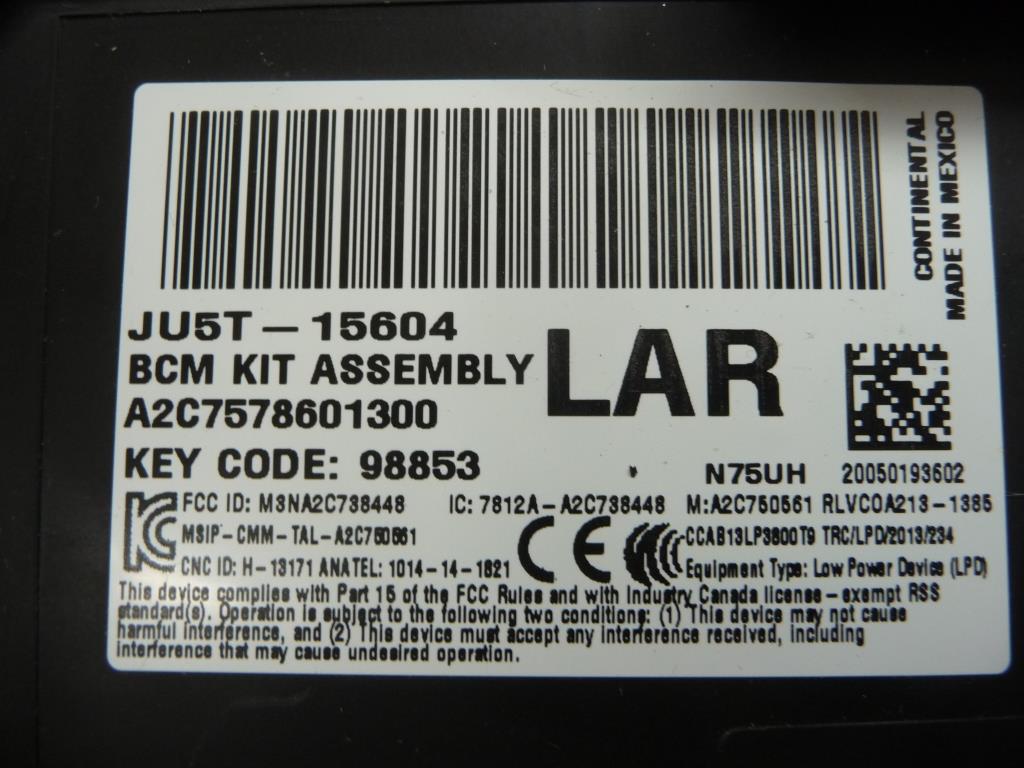 CONTINENTAL
MADE IN MEXICO
JU5T-15604
BCM KIT ASSEMBLY
LAR
A2C7578601300
KEY CODE: 98853
N75UH 20050193602
FCC ID: M3NA2C738448 IC: 7812A-A2C738448 M:A2C750561 RLVCOA213-1385
MSIP-CMM-TAL-A2C750561 CE CCAB13LP3800T9 TRC/LPD/2013/234
CNC ID: H-13171 ANATEL: 1014-14-1821 Equipment Type: Low Power Device (LPD)
This device complies with Part 15 of the FCC Rules and with Industry Canada license-exempt RSS
standard(s). Operation is subject to the following two conditions: (1) This device may not cause
harmful interference, and (2) This device must accept any interference received, including
interference that may cause undesired operation.